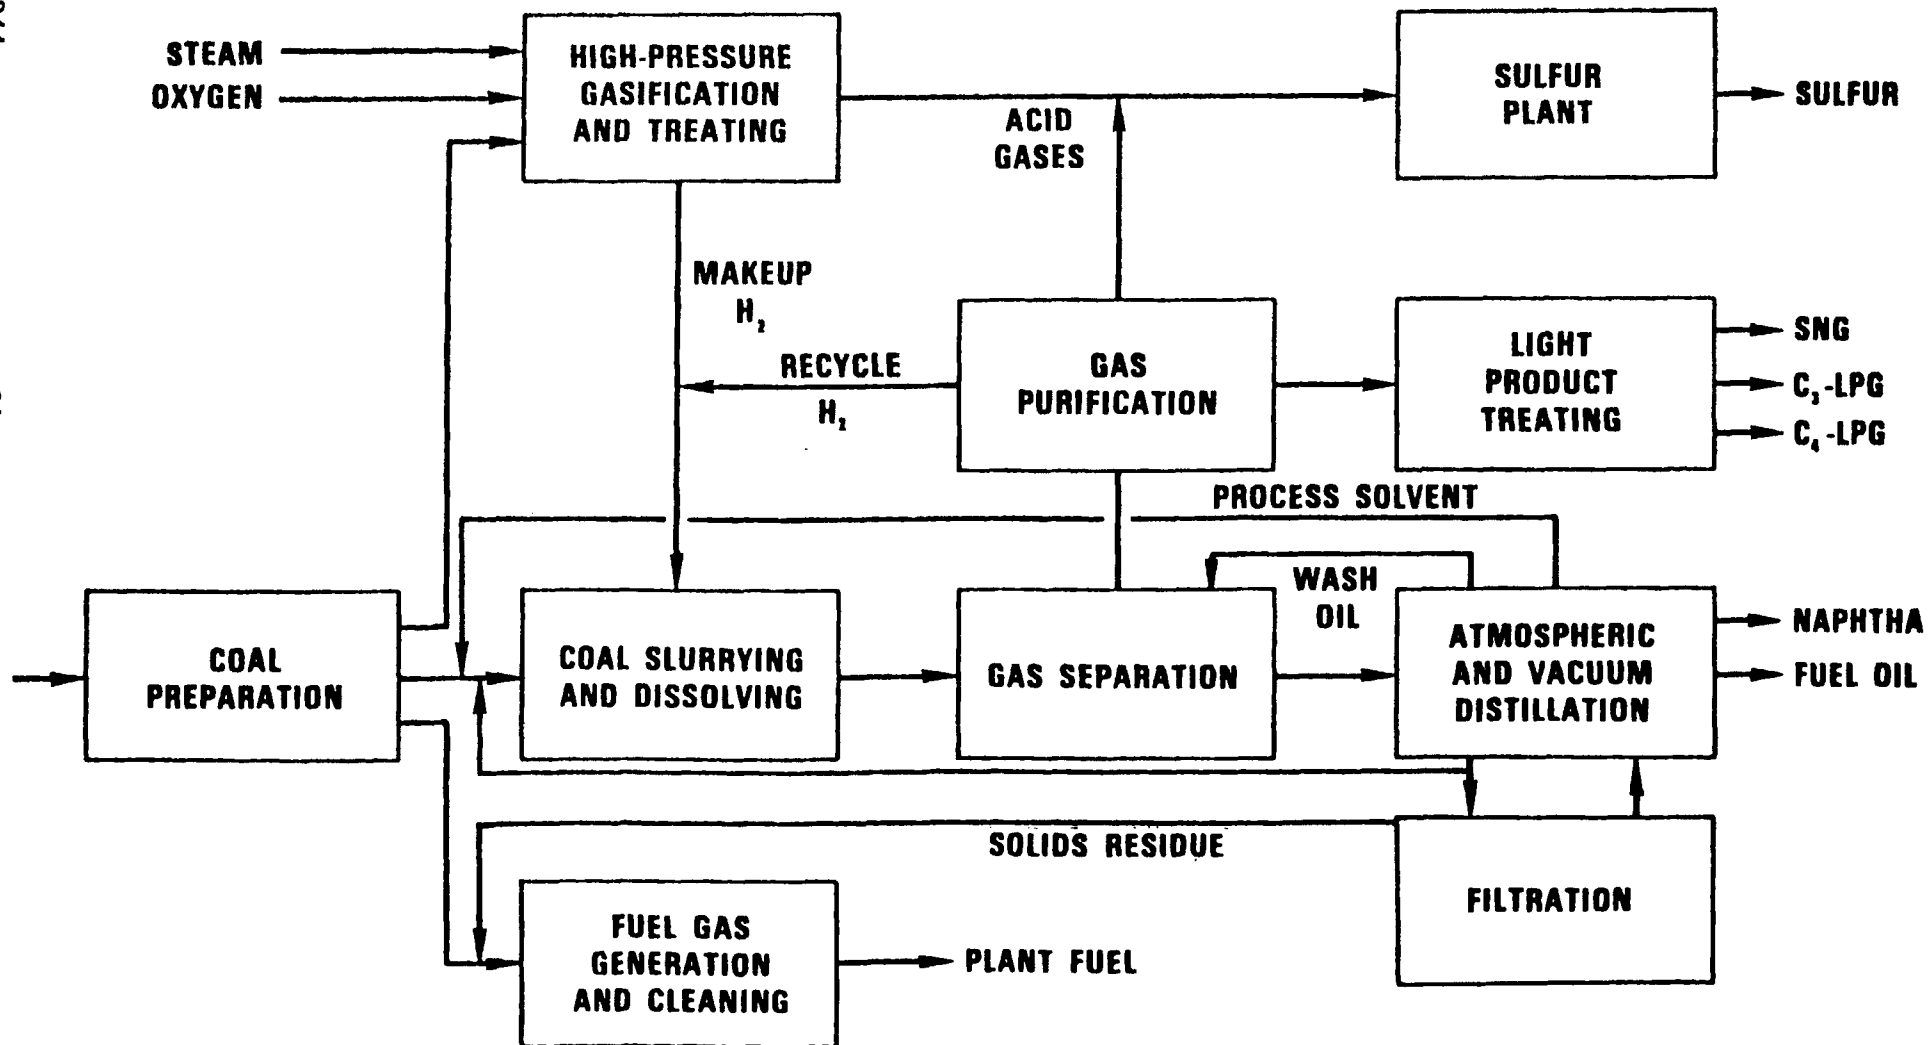 STEAM
OXYGEN
HIGH-PRESSURE
GASIFICATION
AND TREATING
ACID
GASES
SULFUR
PLANT
SULFUR
MAKEUP
H₂
RECYCLE
H₂
GAS
PURIFICATION
LIGHT
PRODUCT
TREATING
SNG
C₃-LPG
C₄-LPG
PROCESS SOLVENT
WASH
OIL
COAL
PREPARATION
COAL SLURRYING
AND DISSOLVING
GAS SEPARATION
ATMOSPHERIC
AND VACUUM
DISTILLATION
NAPHTHA
FUEL OIL
SOLIDS RESIDUE
FILTRATION
FUEL GAS
GENERATION
AND CLEANING
PLANT FUEL